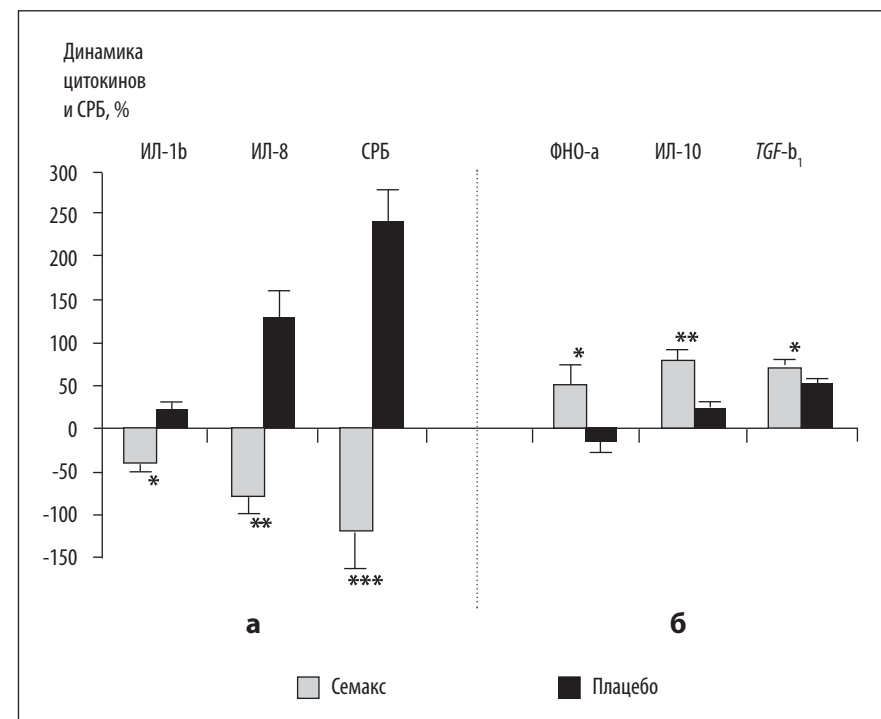 Динамика
цитокинов
и СРБ, %
ИЛ-1b ИЛ-8 СРБ ФНО-a ИЛ-10 TGF-b₁
300
250
200
150
100
50
0
-50
-100
-150
* ** *** * ** *
а б
Семакс Плацебо